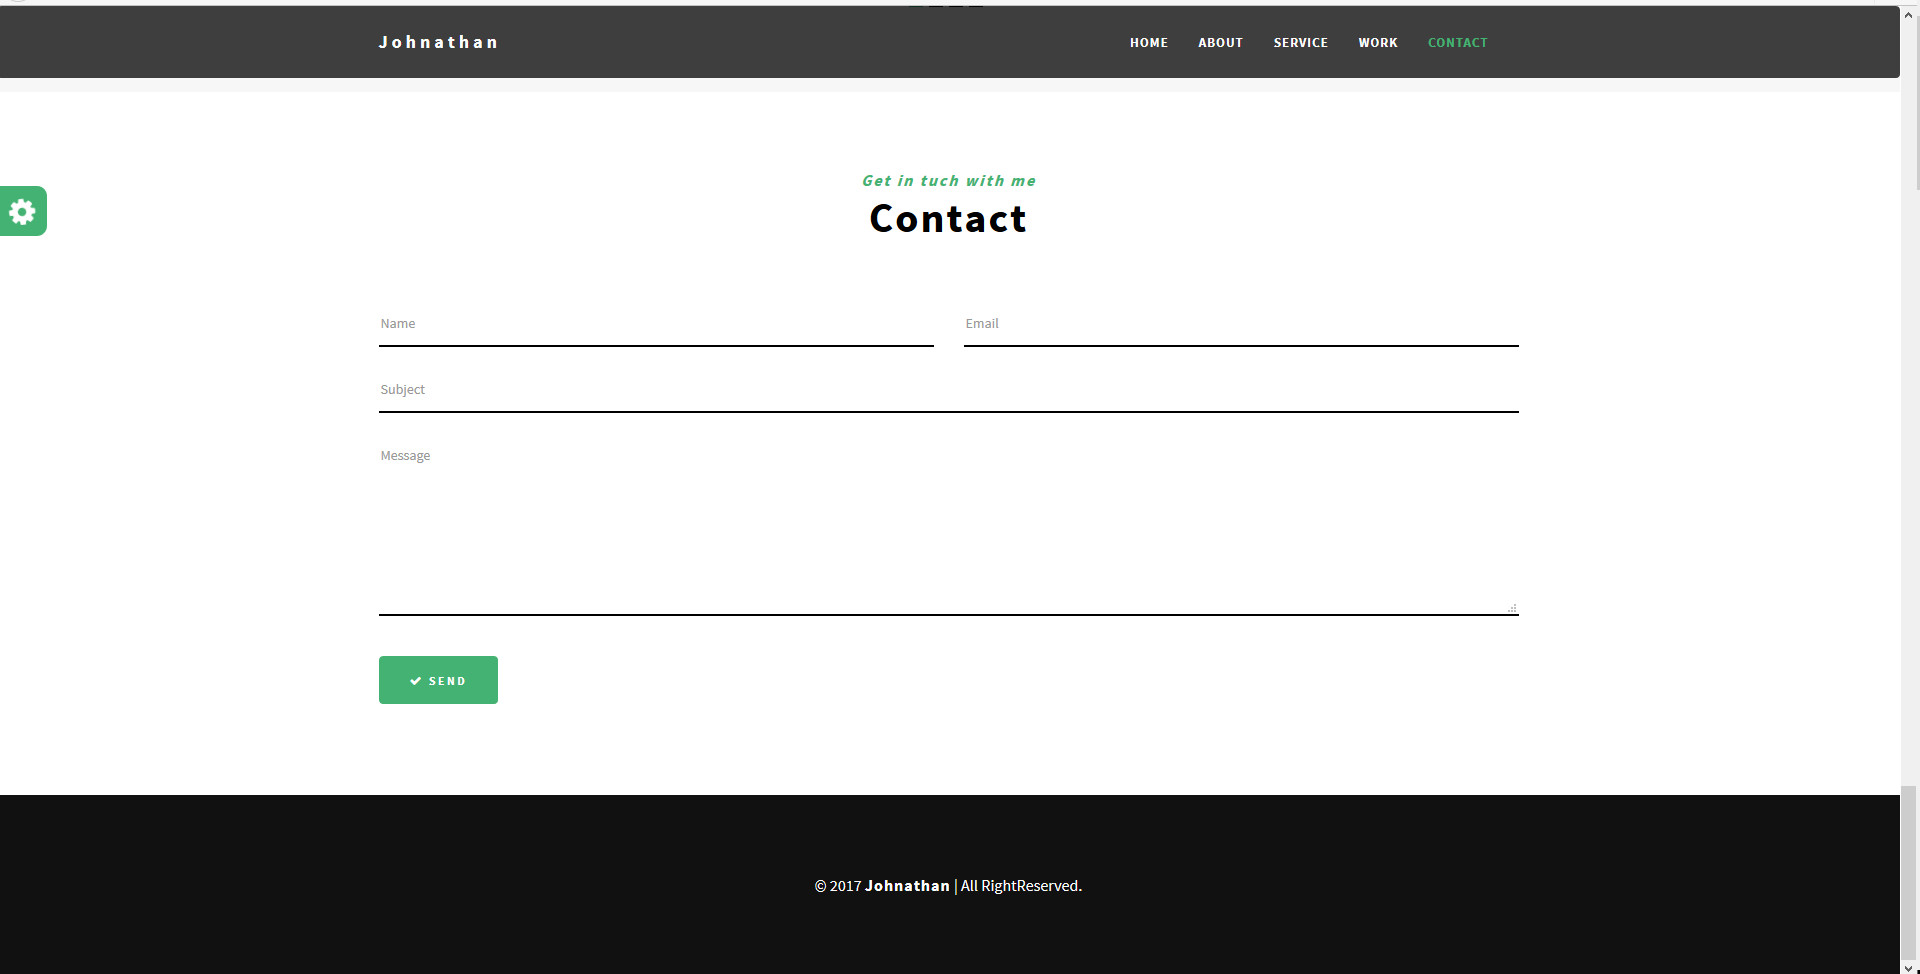 Johnathan
HOME ABOUT SERVICE WORK CONTACT
Get in tuch with me
Contact
Name Email
Subject
Message
SEND
© 2017 Johnathan | All RightReserved.